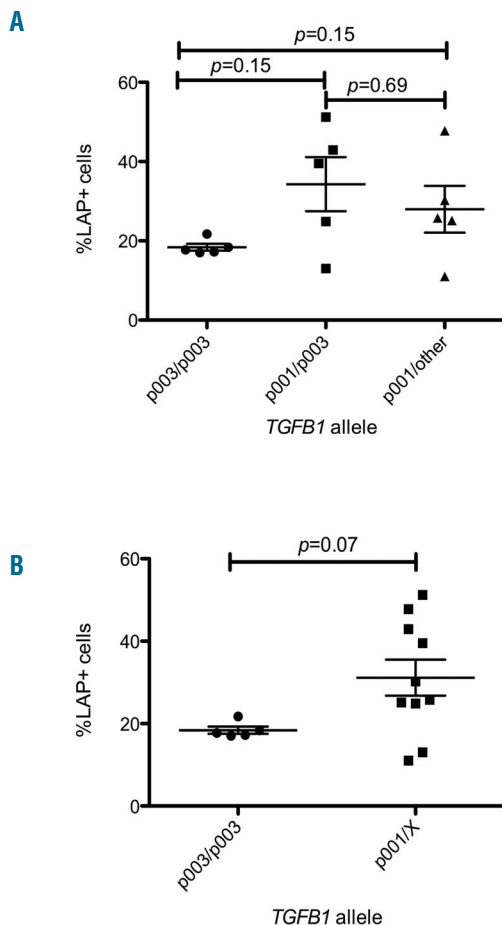 A
p=0.15
p=0.15
p=0.69
60
40
20
0
%LAP+ cells
p003/p003
p001/p003
p001/other
TGFB1 allele
B
p=0.07
60
40
20
0
%LAP+ cells
p003/p003
p001/X
TGFB1 allele